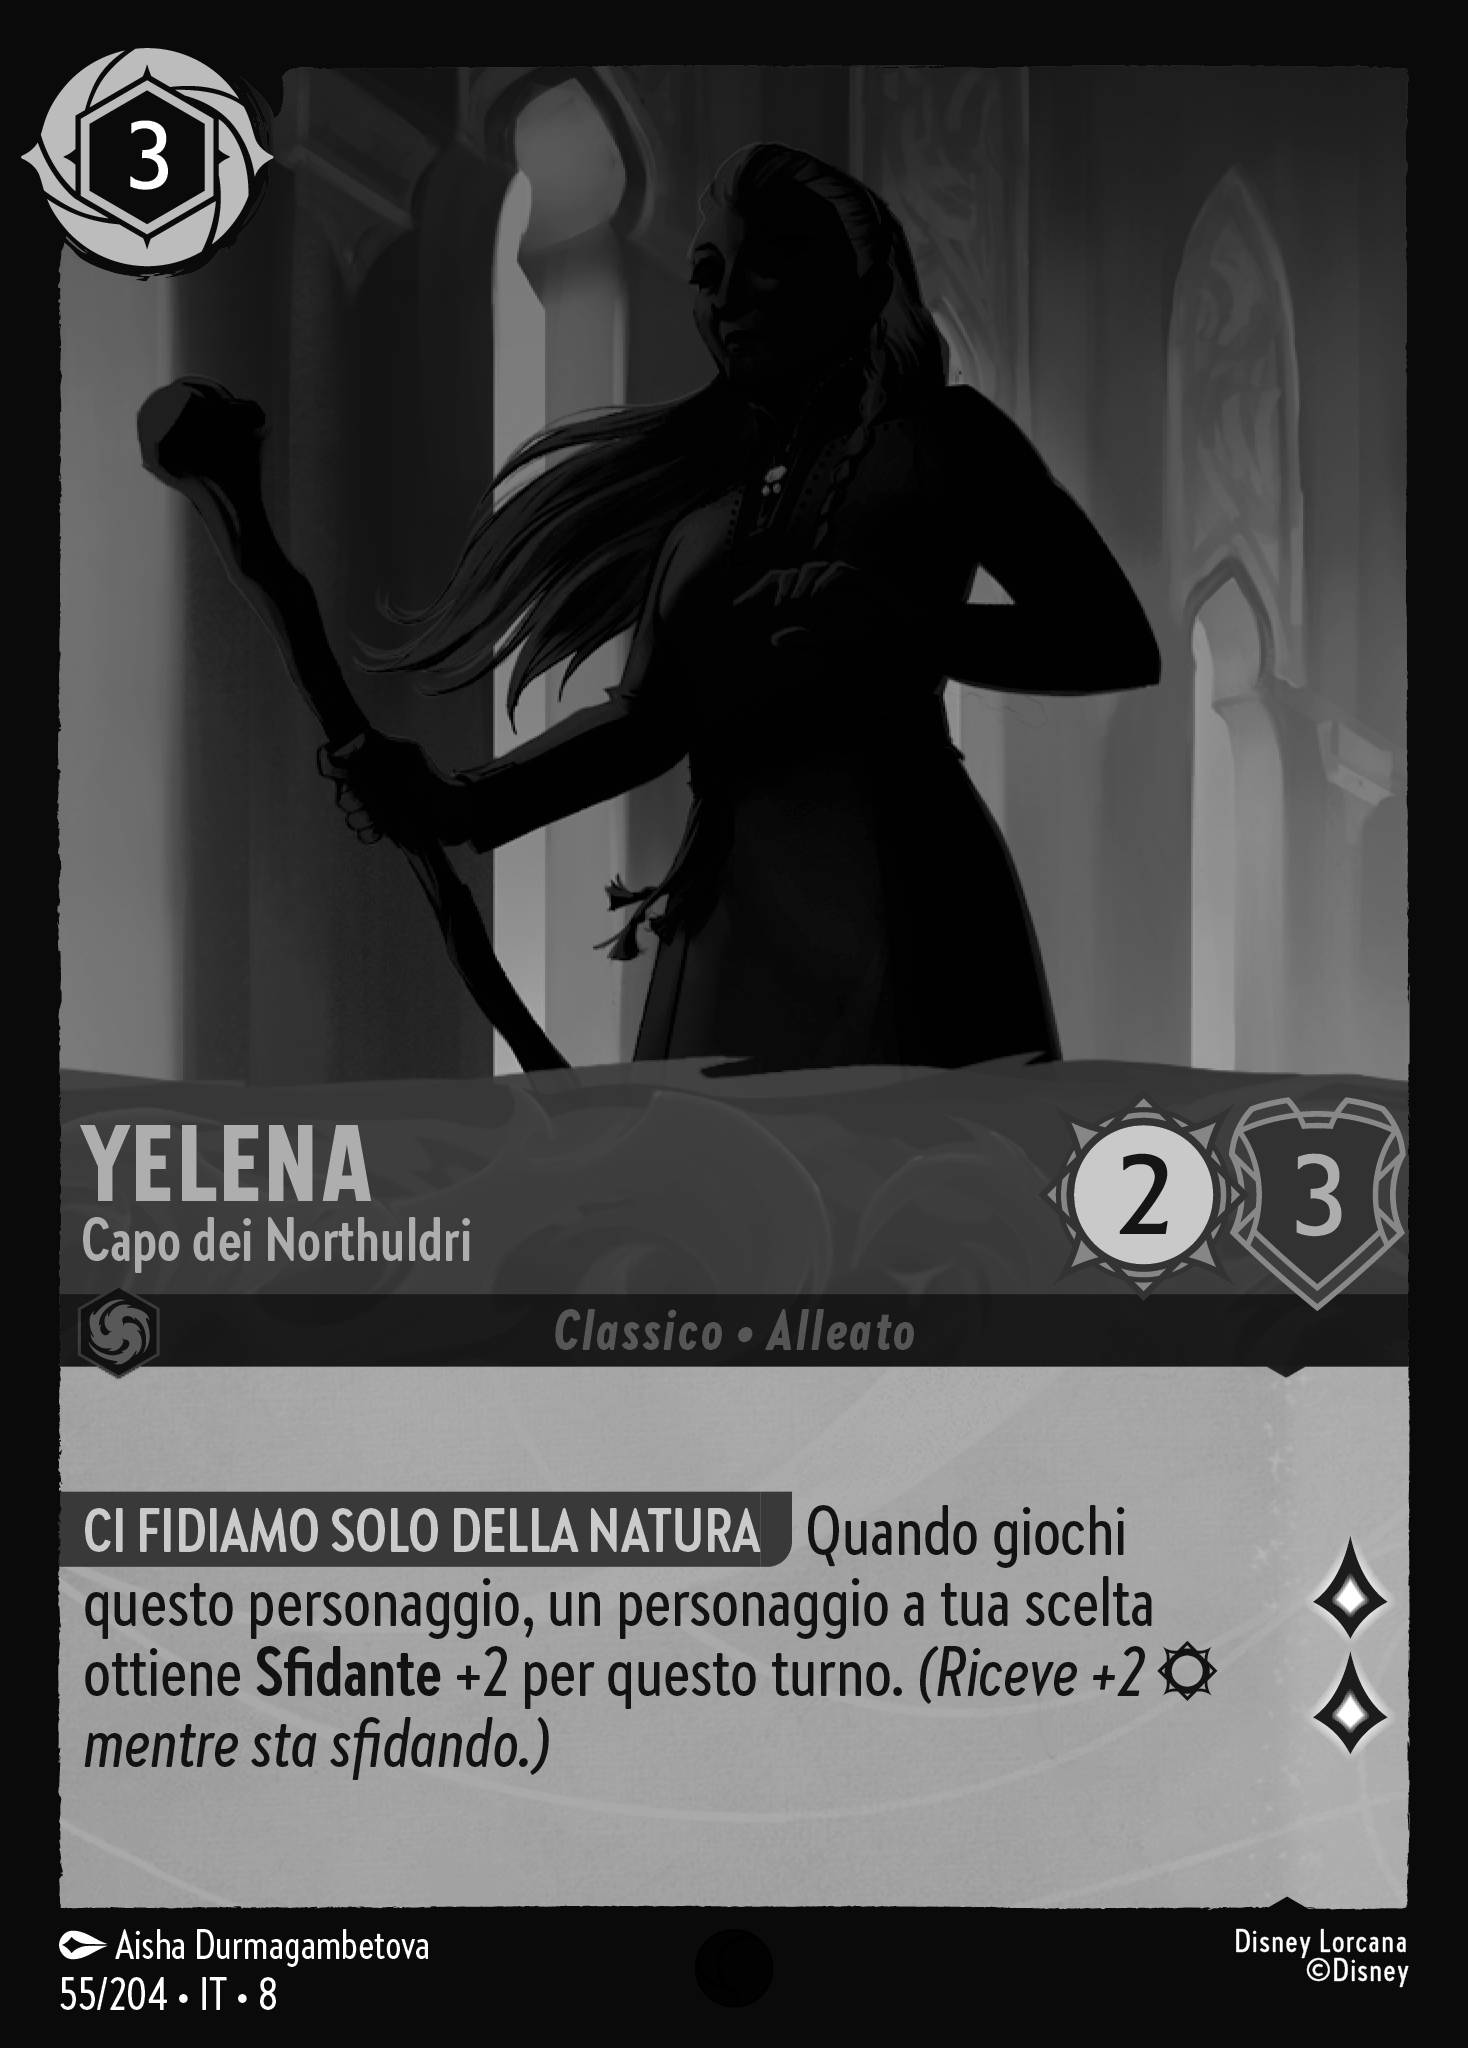 3
YELENA
Capo dei Northuldri
2
3
Classico • Alleato
CI FIDIAMO SOLO DELLA NATURA Quando giochi
questo personaggio, un personaggio a tua scelta
ottiene Sfidante +2 per questo turno. (Riceve +2
mentre sta sfidando.)
Aisha Durmagambetova
55/204 • IT • 8
Disney Lorcana
©Disney